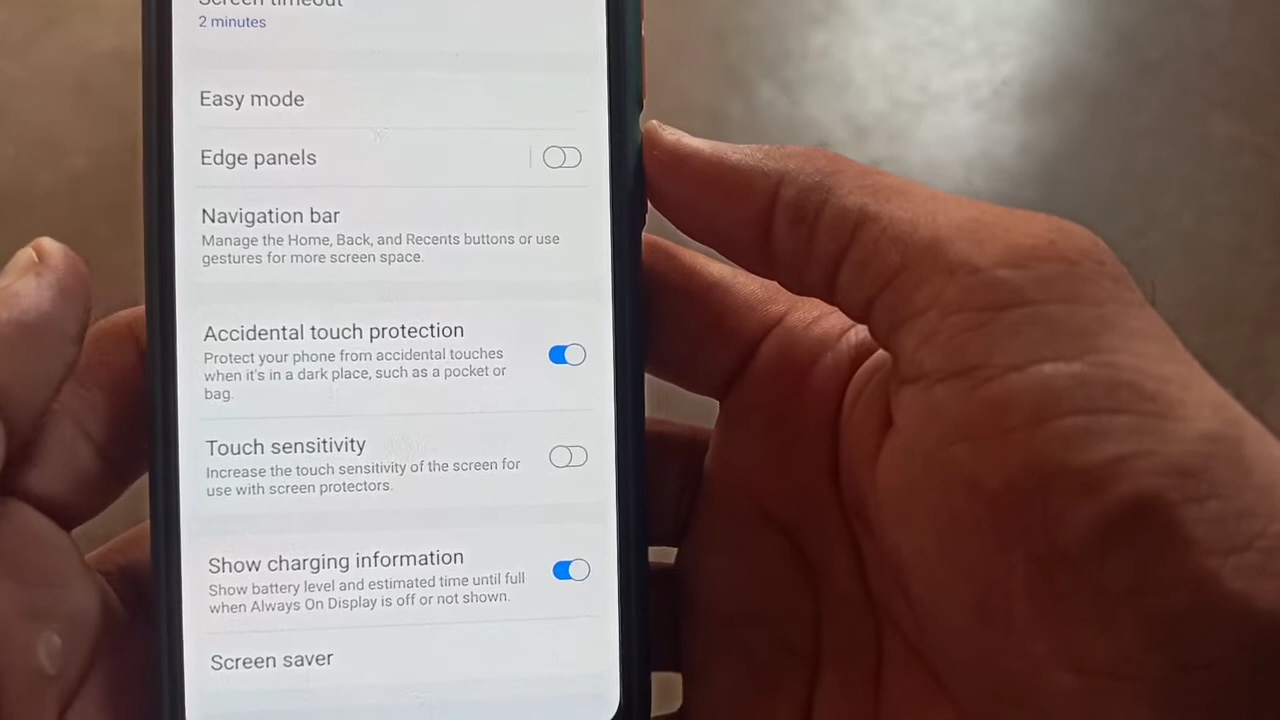 Screen timeout
2 minutes
Easy mode
Edge panels
Navigation bar
Manage the Home, Back, and Recents buttons or use
gestures for more screen space.
Accidental touch protection
Protect your phone from accidental touches
when it's in a dark place, such as a pocket or
bag.
Touch sensitivity
Increase the touch sensitivity of the screen for
use with screen protectors.
Show charging information
Show battery level and estimated time until full
when Always On Display is off or not shown.
Screen saver